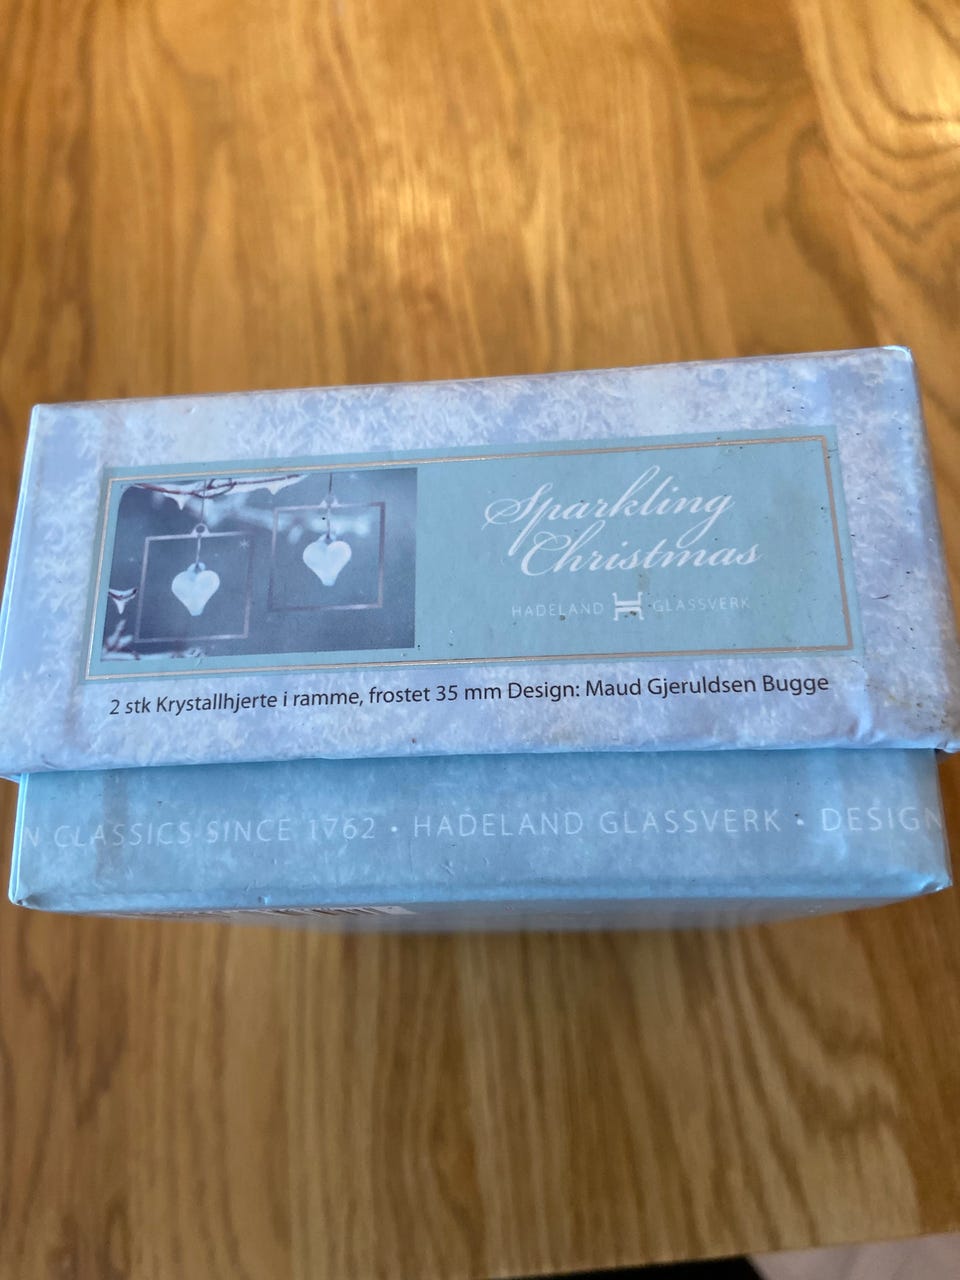 Sparkling
Christmas
HADELAND GLASSVERK
2 stk Krystallhjerte i ramme, frostet 35 mm Design: Maud Gjeruldsen Bugge
N CLASSICS SINCE 1762 • HADELAND GLASSVERK • DESIGN